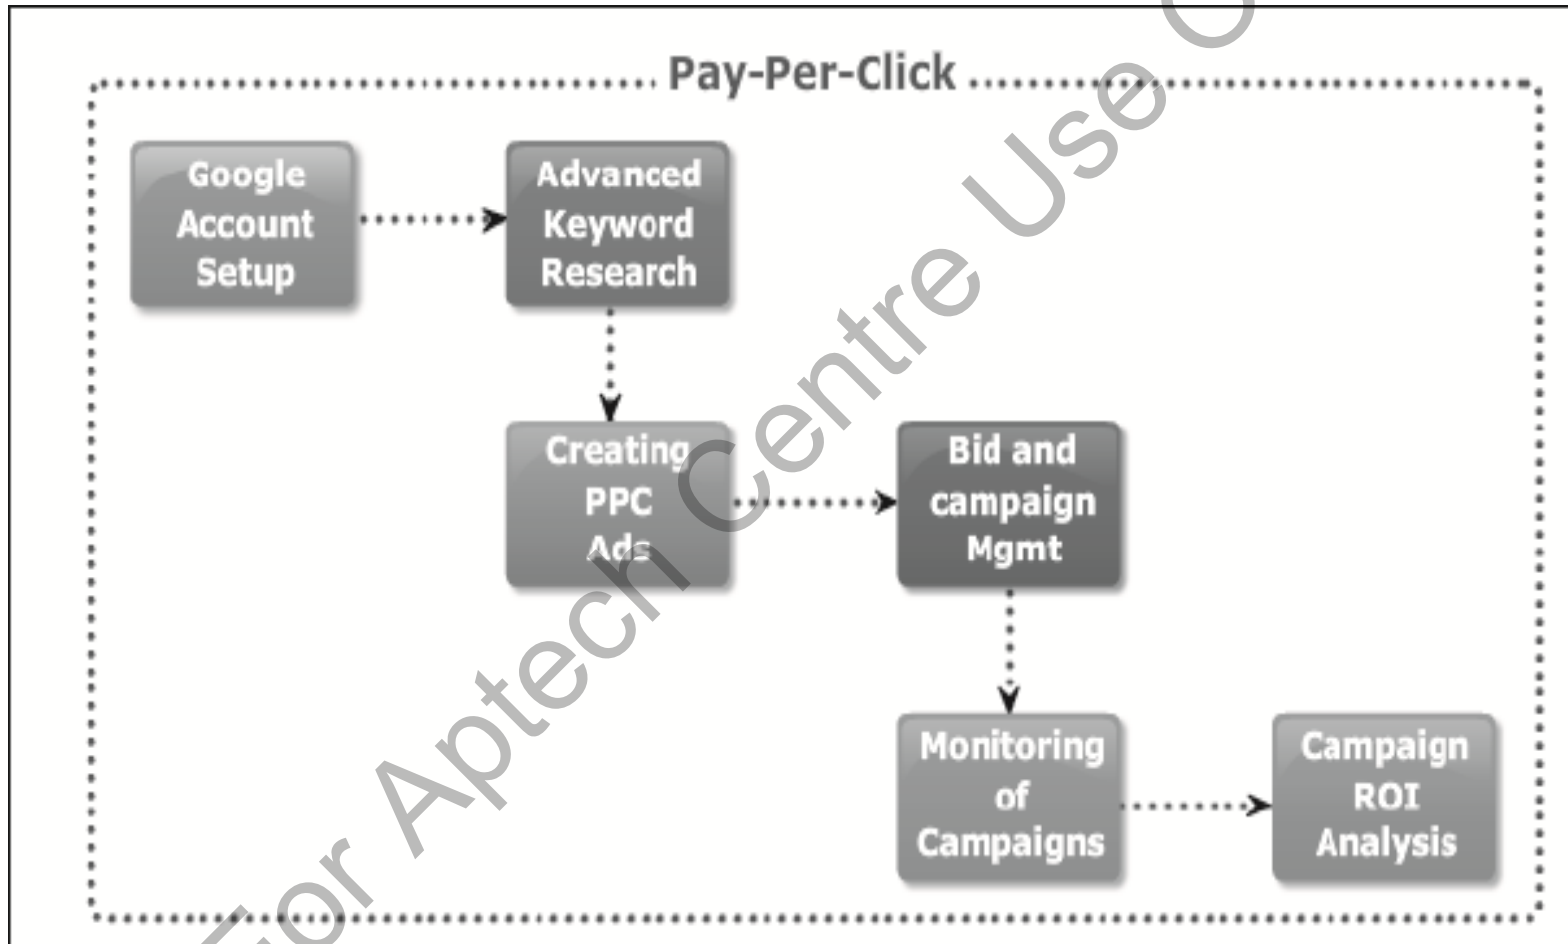 Pay-Per-Click
Google
Account
Setup
Advanced
Keyword
Research
Creating
PPC
Ads
Bid and
campaign
Mgmt
Monitoring
of
Campaigns
Campaign
ROI
Analysis
For Aptech Centre Use